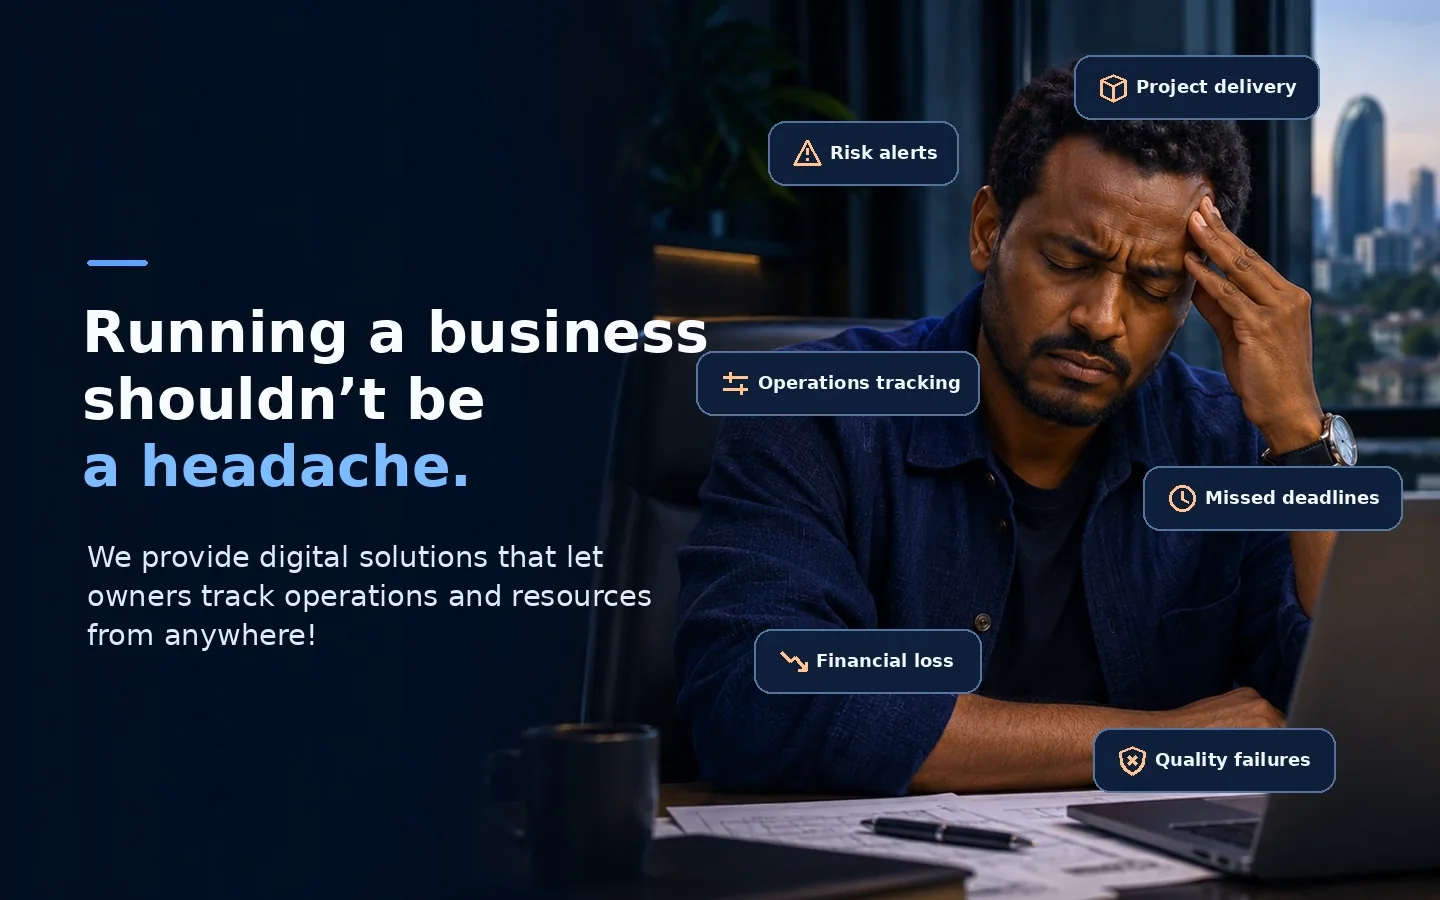 Running a business
shouldn’t be
a headache.
We provide digital solutions that let
owners track operations and resources
from anywhere!
Project delivery
Risk alerts
Operations tracking
Missed deadlines
Financial loss
Quality failures